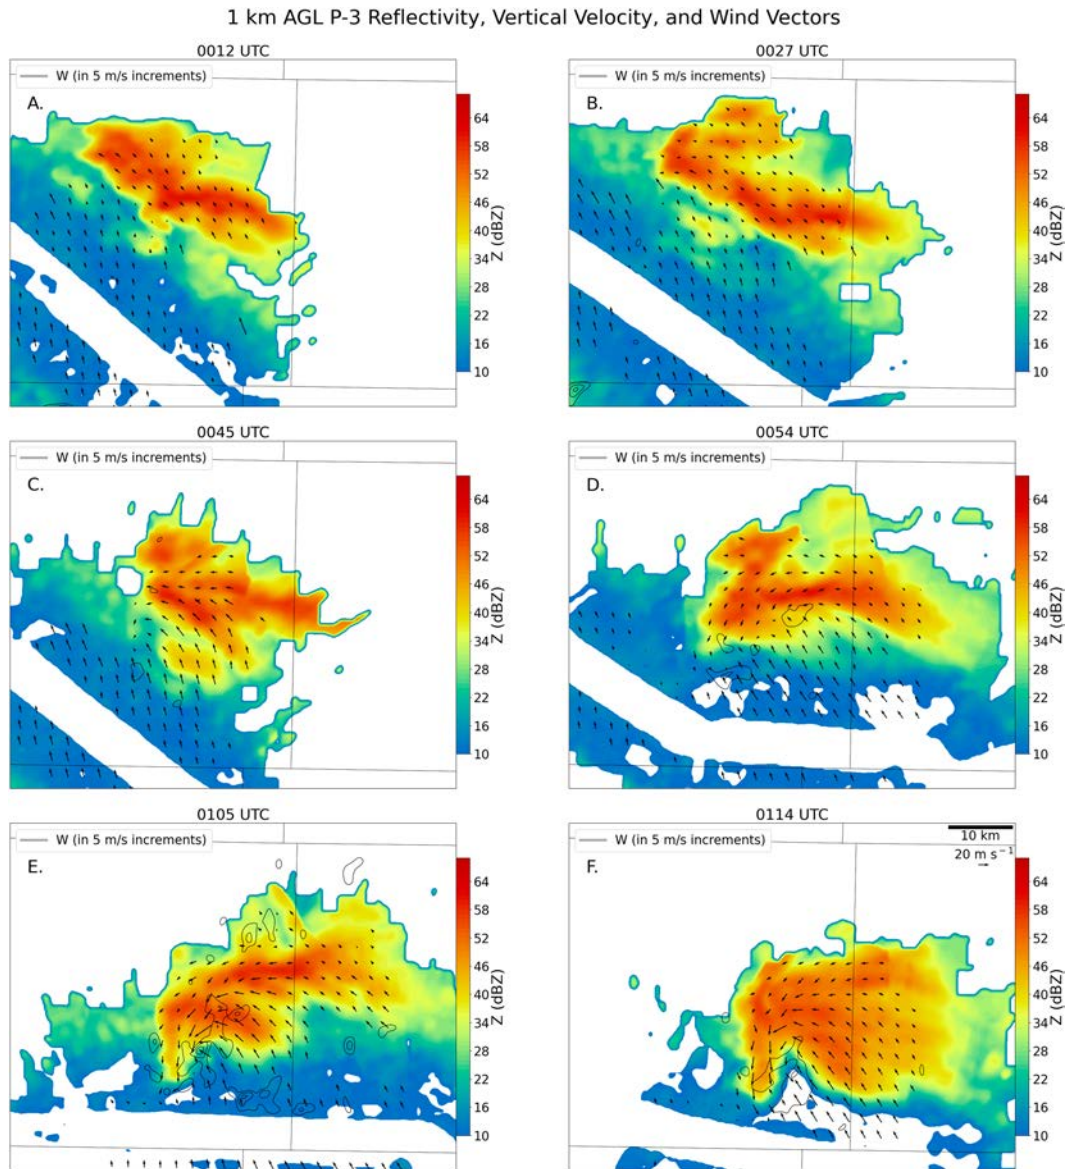 1 km AGL P-3 Reflectivity, Vertical Velocity, and Wind Vectors
0012 UTC
W (in 5 m/s increments)
A.
64
58
52
46
40
34
28
22
16
10
Z (dBZ)
0027 UTC
W (in 5 m/s increments)
B.
64
58
52
46
40
34
28
22
16
10
Z (dBZ)
0045 UTC
W (in 5 m/s increments)
C.
64
58
52
46
40
34
28
22
16
10
Z (dBZ)
0054 UTC
W (in 5 m/s increments)
D.
64
58
52
46
40
34
28
22
16
10
Z (dBZ)
0105 UTC
W (in 5 m/s increments)
E.
64
58
52
46
40
34
28
22
16
10
Z (dBZ)
0114 UTC
W (in 5 m/s increments)
10 km
20 m s⁻¹
F.
64
58
52
46
40
34
28
22
16
10
Z (dBZ)